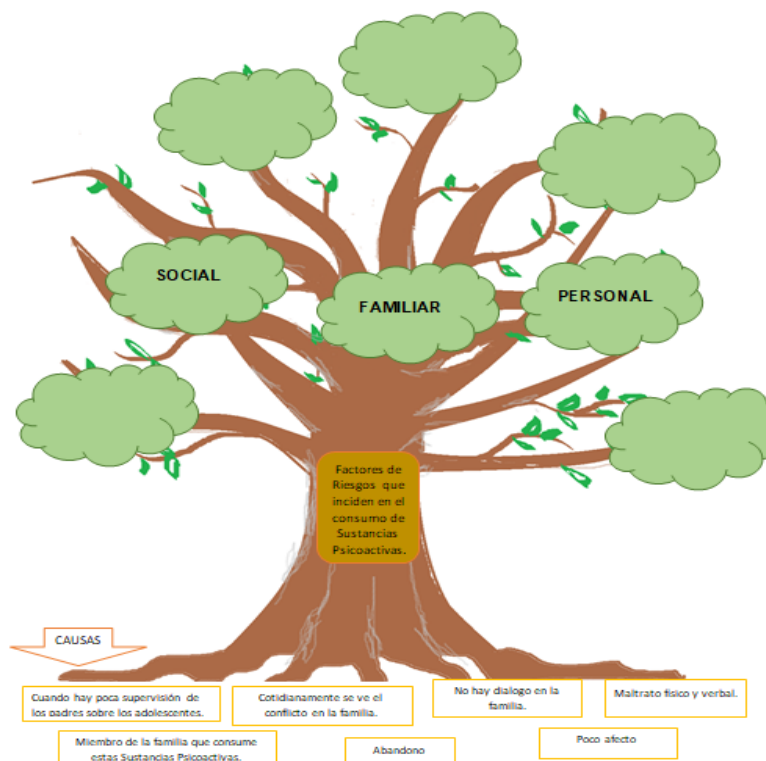 SOCIAL
FAMILIAR
PERSONAL
Factores de
Riesgos que
inciden en el
consumo de
Sustancias
Psicoactivas.
CAUSAS
Cuando hay poca supervisión de
los padres sobre los adolescentes.
Cotidianamente se ve el
conflicto en la familia.
No hay dialogo en la
familia.
Maltrato físico y verbal.
Miembro de la familia que consume
estas Sustancias Psicoactivas.
Abandono
Poco afecto